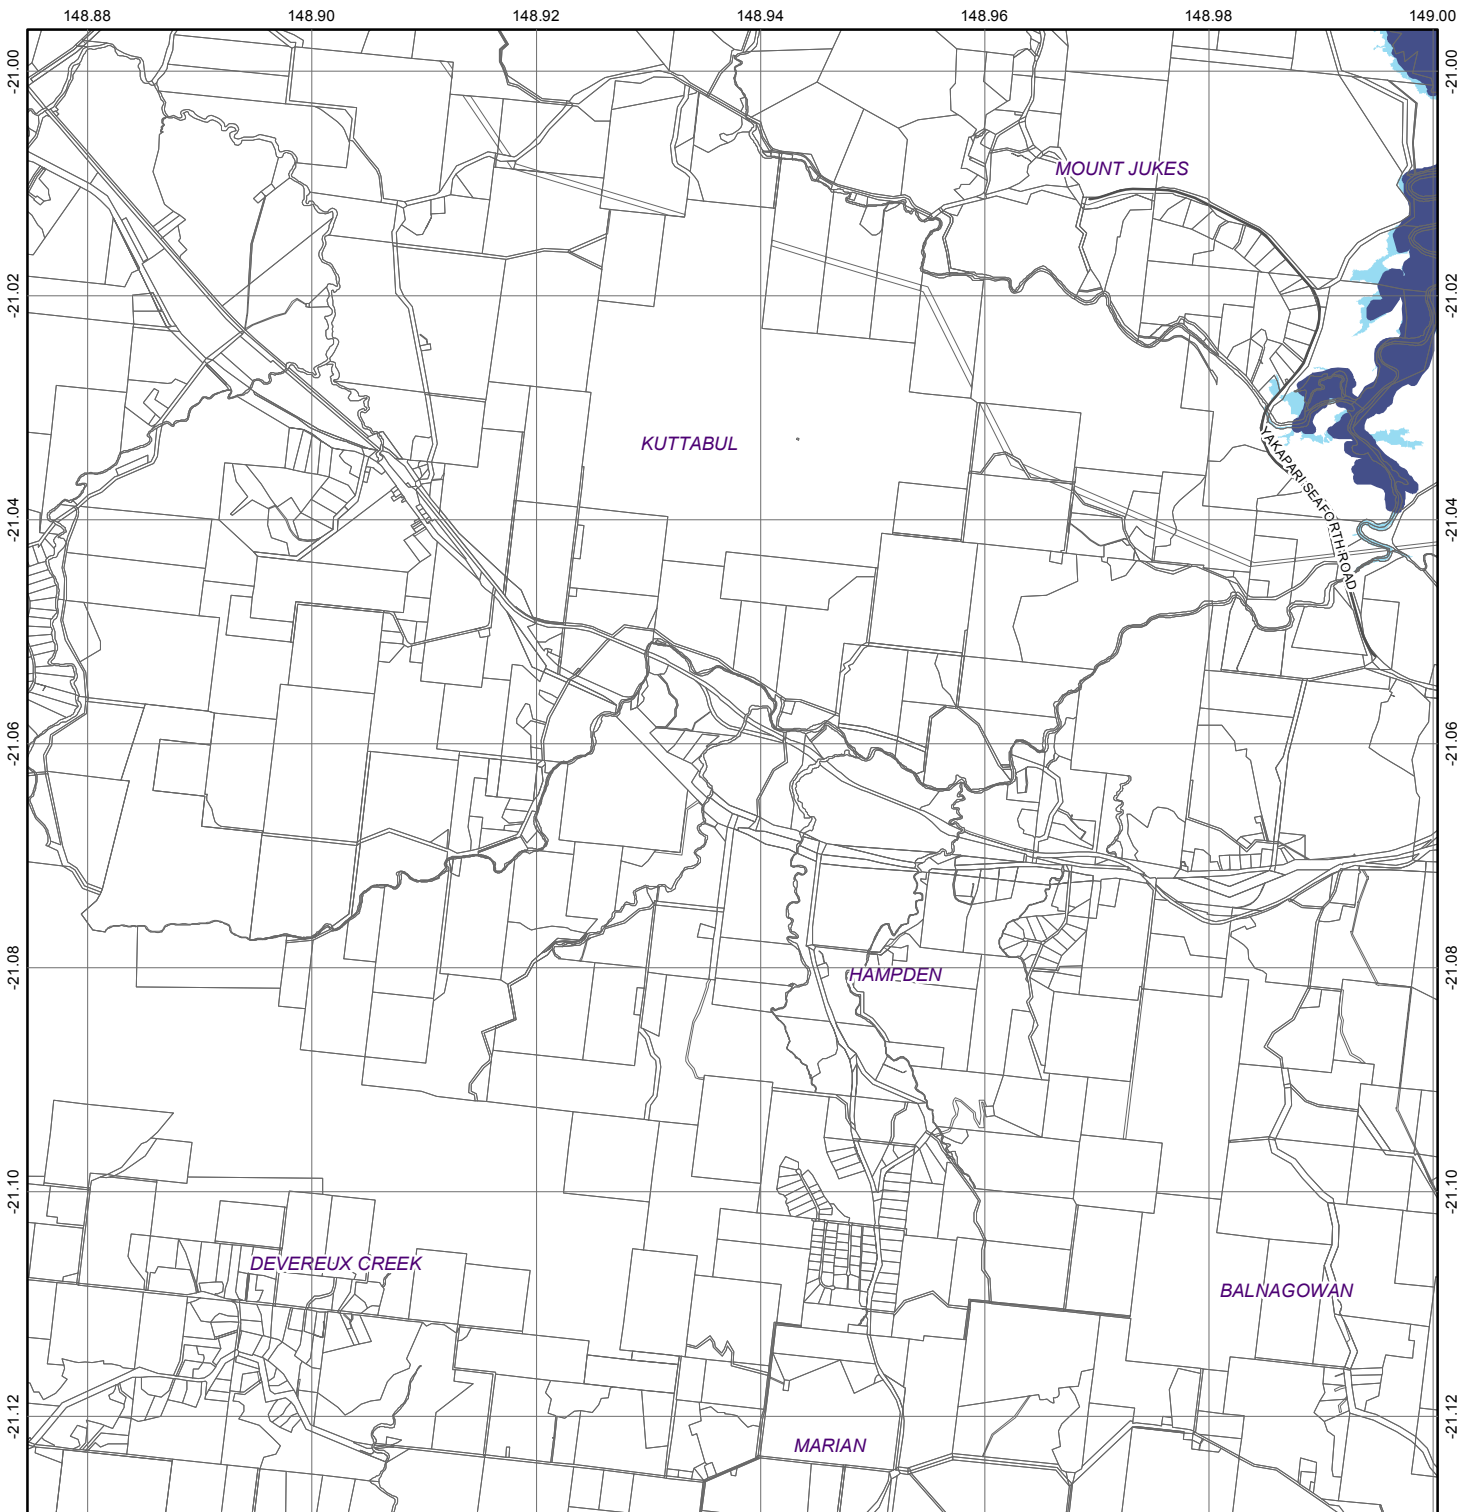 148.88 148.90 148.92 148.94 148.96 148.98 149.00
-21.00 -21.00
MOUNT JUKES
-21.02 -21.02
KUTTABUL
YAKAPARI SEAFORTH ROAD
-21.04 -21.04
-21.06 -21.06
HAMPDEN
-21.08 -21.08
-21.10 -21.10
DEVEREUX CREEK
BALNAGOWAN
-21.12 -21.12
MARIAN